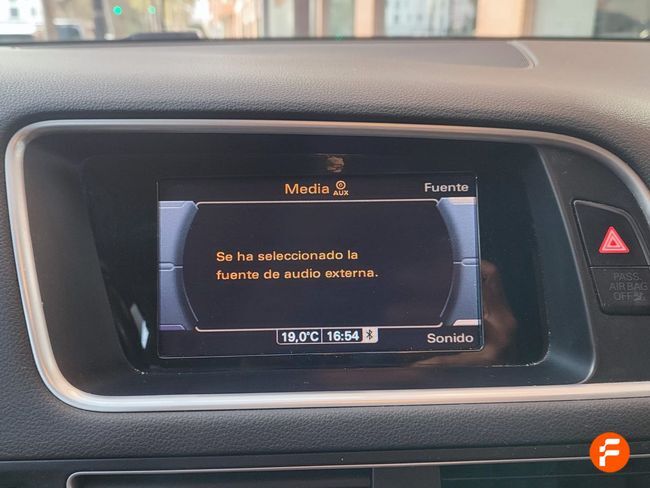 Media AUX
Fuente
Se ha seleccionado la
fuente de audio externa.
19,0°C 16:54
Sonido
PASS.
AIR BAG
OFF